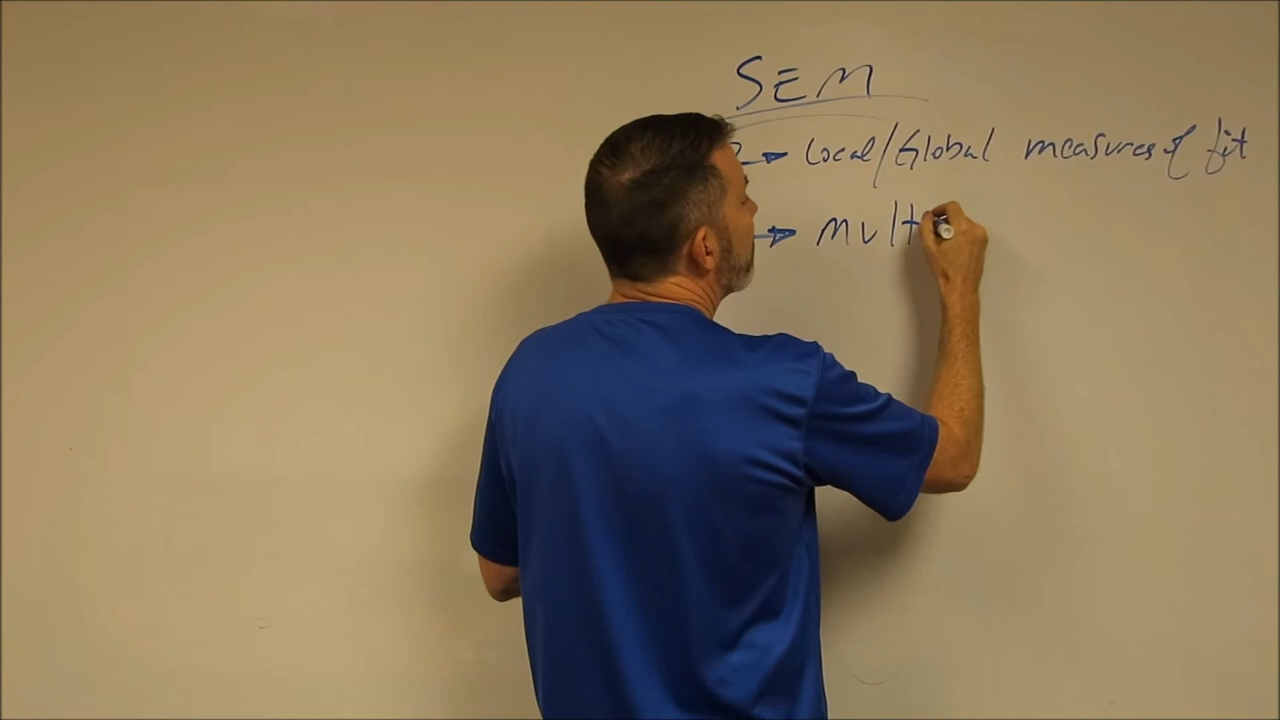 SEM
→ Local/Global measures of fit
→ mult